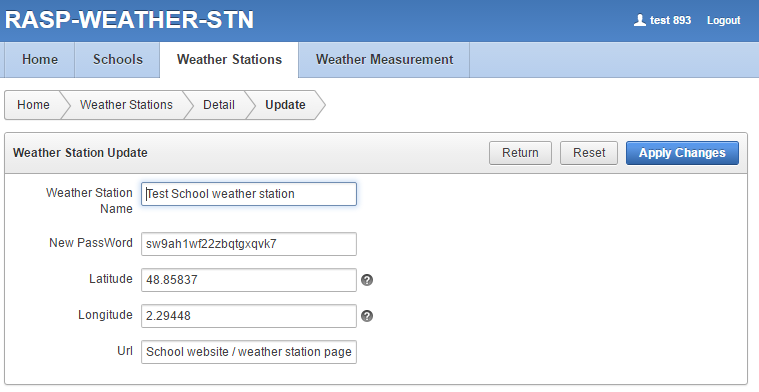 RASP-WEATHER-STN
test 893 Logout
Home Schools Weather Stations Weather Measurement
Home Weather Stations Detail Update
Weather Station Update Return Reset Apply Changes
Weather Station
Name
Test School weather station
New PassWord sw9ah1wf22zbqtgxqvk7
Latitude 48.85837 ?
Longitude 2.29448 ?
Url School website / weather station page